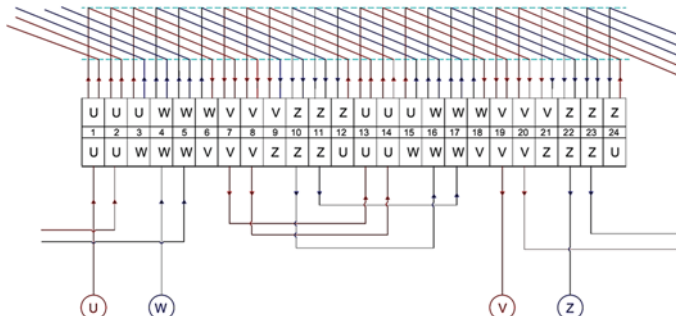 U U U W W W V V V Z Z Z U U U W W W V V V Z Z Z
1 2 3 4 5 6 7 8 9 10 11 12 13 14 15 16 17 18 19 20 21 22 23 24
U U W W W V V V Z Z Z U U U W W W V V V Z Z Z U
U W V Z